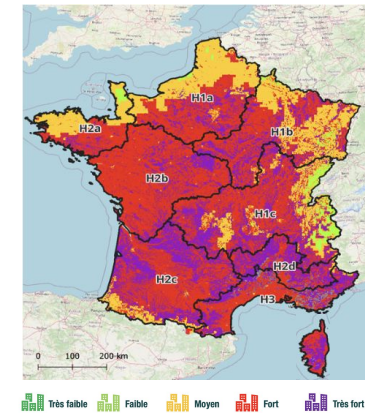 H1a
H2a
H1b
H2b
H1c
H2d
H2c
H3
0 100 200 km
Très faible Faible Moyen Fort Très fort